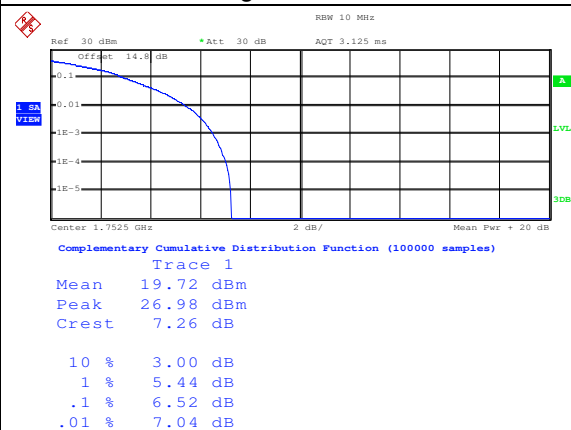 RBW 10 MHz
Ref 30 dBm *Att 30 dB AQT 3.125 ms
Offset 14.8 dB
0.1
A
0.01
1 SA
VIEW
1E-3
LVL
1E-4
1E-5
3DB
Center 1.7525 GHz 2 dB/ Mean Pwr + 20 dB
Complementary Cumulative Distribution Function (100000 samples)
Trace 1
Mean 19.72 dBm
Peak 26.98 dBm
Crest 7.26 dB
10 % 3.00 dB
1 % 5.44 dB
.1 % 6.52 dB
.01 % 7.04 dB